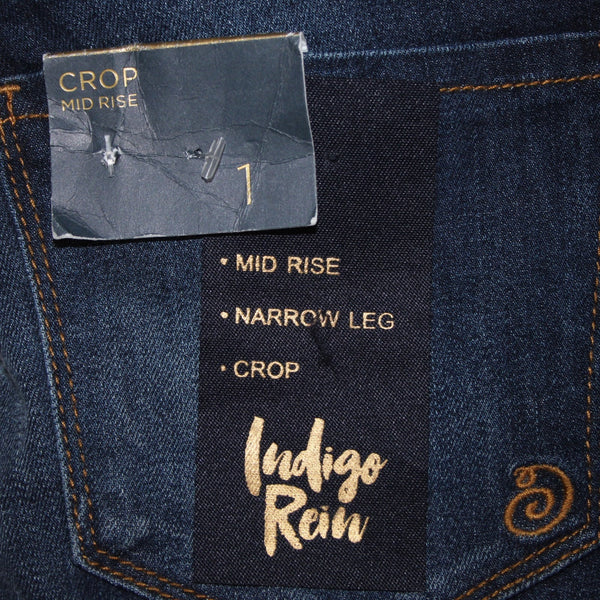 CROP
MID RISE
1
• MID RISE
• NARROW LEG
• CROP
Indigo
Rein